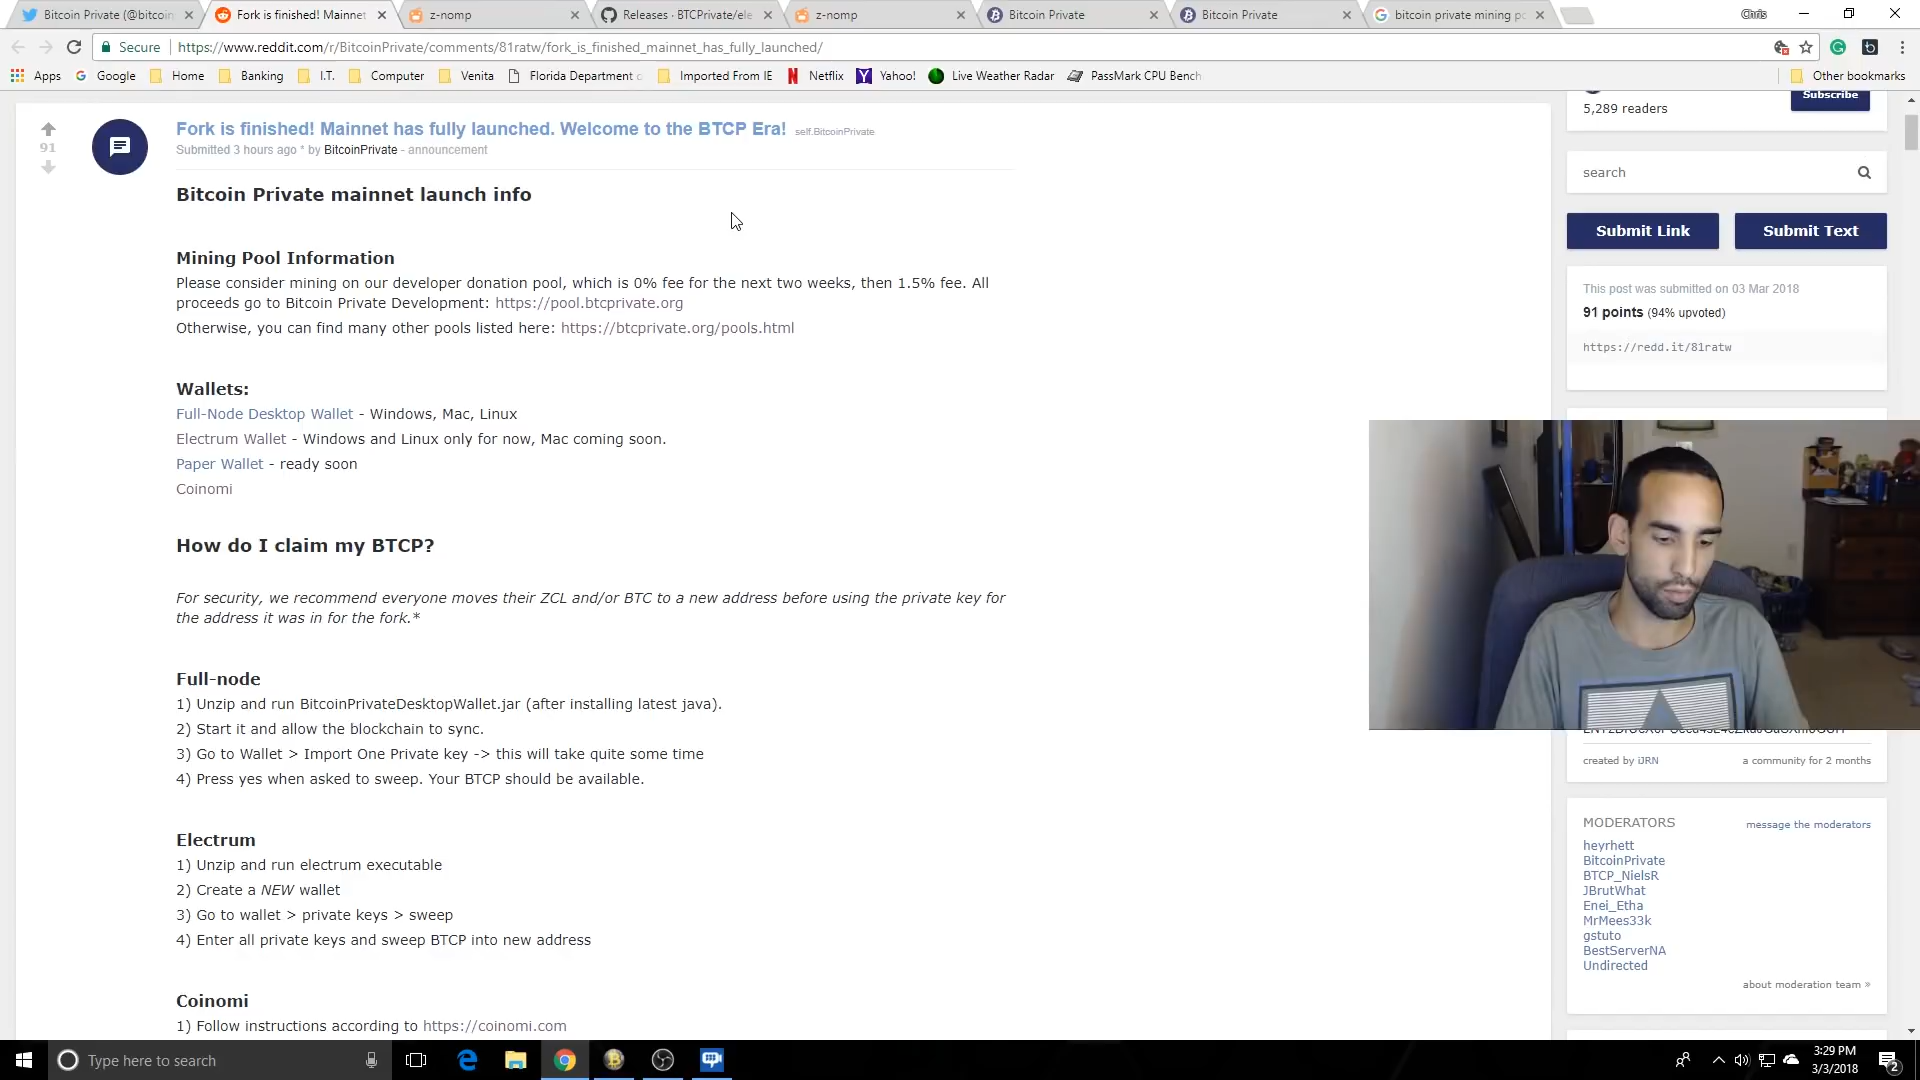 Bitcoin Private (@bitcoin
Fork is finished! Mainnet
z-nomp
Releases · BTCPrivate/ele
z-nomp
Bitcoin Private
Bitcoin Private
bitcoin private mining po
Chris
Secure
https://www.reddit.com/r/BitcoinPrivate/comments/81ratw/fork_is_finished_mainnet_has_fully_launched/
Apps
Google
Home
Banking
I.T.
Computer
Venita
Florida Department o
Imported From IE
Netflix
Yahoo!
Live Weather Radar
PassMark CPU Bench
Other bookmarks
91
Fork is finished! Mainnet has fully launched. Welcome to the BTCP Era! self.BitcoinPrivate
Submitted 3 hours ago * by BitcoinPrivate - announcement
Bitcoin Private mainnet launch info
Mining Pool Information
Please consider mining on our developer donation pool, which is 0% fee for the next two weeks, then 1.5% fee. All
proceeds go to Bitcoin Private Development: https://pool.btcprivate.org
Otherwise, you can find many other pools listed here: https://btcprivate.org/pools.html
Wallets:
Full-Node Desktop Wallet - Windows, Mac, Linux
Electrum Wallet - Windows and Linux only for now, Mac coming soon.
Paper Wallet - ready soon
Coinomi
How do I claim my BTCP?
For security, we recommend everyone moves their ZCL and/or BTC to a new address before using the private key for
the address it was in for the fork.*
Full-node
1) Unzip and run BitcoinPrivateDesktopWallet.jar (after installing latest java).
2) Start it and allow the blockchain to sync.
3) Go to Wallet > Import One Private key -> this will take quite some time
4) Press yes when asked to sweep. Your BTCP should be available.
Electrum
1) Unzip and run electrum executable
2) Create a NEW wallet
3) Go to wallet > private keys > sweep
4) Enter all private keys and sweep BTCP into new address
Coinomi
1) Follow instructions according to https://coinomi.com
5,289 readers
Subscribe
search
Submit Link
Submit Text
This post was submitted on 03 Mar 2018
91 points (94% upvoted)
https://redd.it/81ratw
created by iJRN
a community for 2 months
MODERATORS
message the moderators
heyrhett
BitcoinPrivate
BTCP_NielsR
JBrutWhat
Enei_Etha
MrMees33k
gstuto
BestServerNA
Undirected
about moderation team »
Type here to search
3:29 PM
3/3/2018
2